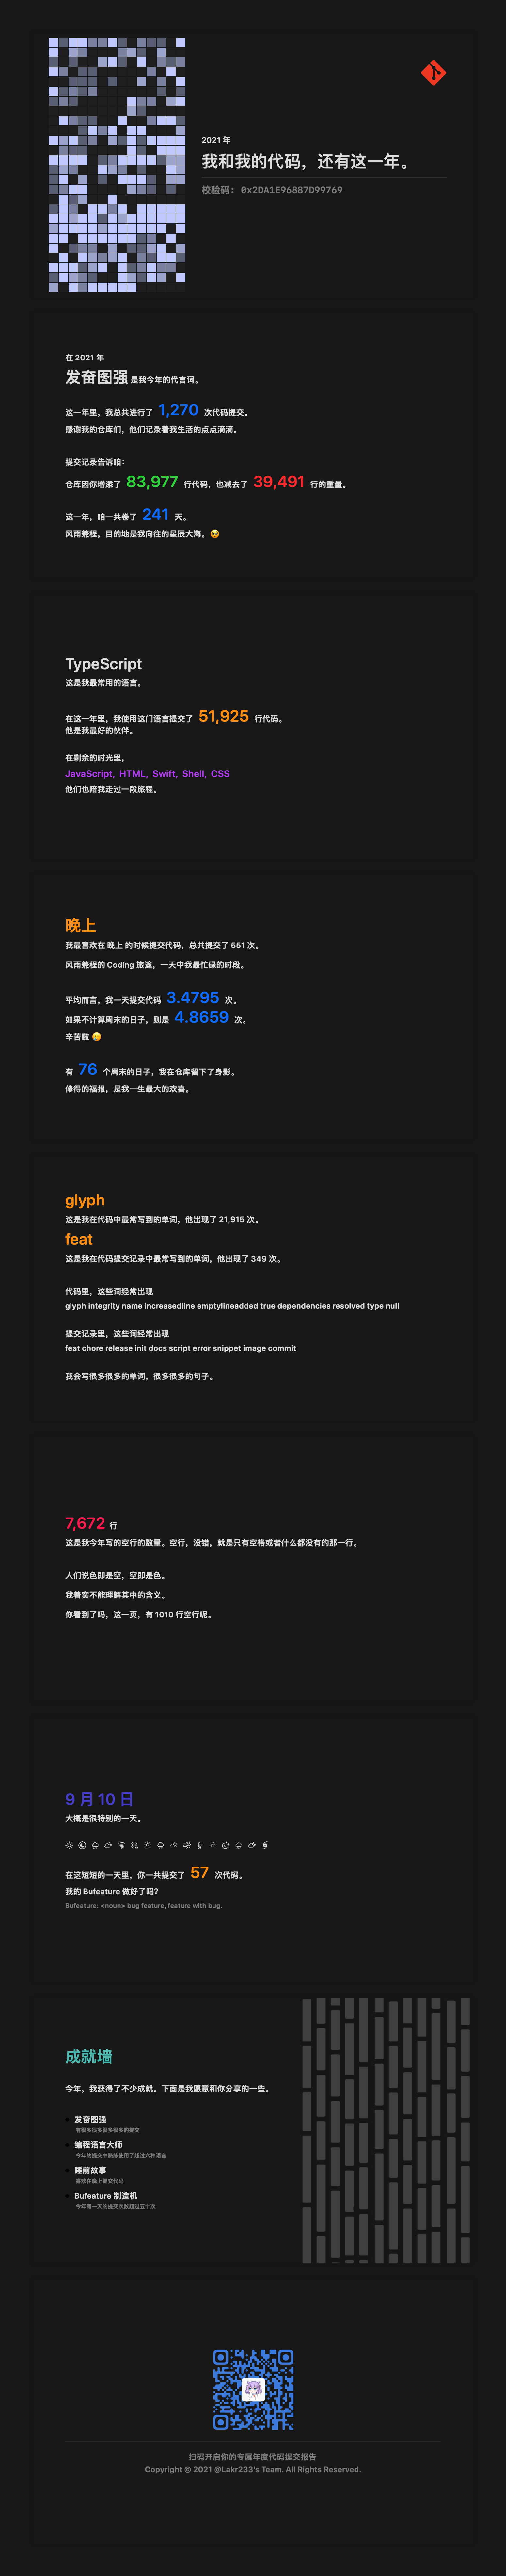 2021 年
我和我的代码，还有这一年。
校验码: 0x2DA1E96887D99769
在 2021 年
发奋图强 是我今年的代言词。
这一年里，我总共进行了 1,270 次代码提交。
感谢我的仓库们，他们记录着我生活的点点滴滴。
提交记录告诉咱：
仓库因你增添了 83,977 行代码，也减去了 39,491 行的重量。
这一年，咱一共卷了 241 天。
风雨兼程，目的地是我向往的星辰大海。🥹
TypeScript
这是我最常用的语言。
在这一年里，我使用这门语言提交了 51,925 行代码。
他是我最好的伙伴。
在剩余的时光里，
JavaScript, HTML, Swift, Shell, CSS
他们也陪我走过一段旅程。
晚上
我最喜欢在 晚上 的时候提交代码，总共提交了 551 次。
风雨兼程的 Coding 旅途，一天中我最忙碌的时段。
平均而言，我一天提交代码 3.4795 次。
如果不计算周末的日子，则是 4.8659 次。
辛苦啦
有 76 个周末的日子，我在仓库留下了身影。
修得的福报，是我一生最大的欢喜。
glyph
这是我在代码中最常写到的单词，他出现了 21,915 次。
feat
这是我在代码提交记录中最常写到的单词，他出现了 349 次。
代码里，这些词经常出现
glyph integrity name increasedline emptylineadded true dependencies resolved type null
提交记录里，这些词经常出现
feat chore release init docs script error snippet image commit
我会写很多很多的单词，很多很多的句子。
7,672 行
这是我今年写的空行的数量。空行，没错，就是只有空格或者什么都没有的那一行。
人们说色即是空，空即是色。
我着实不能理解其中的含义。
你看到了吗，这一页，有 1010 行空行呢。
9 月 10 日
大概是很特别的一天。
在这短短的一天里，你一共提交了 57 次代码。
我的 Bufeature 做好了吗?
Bufeature: <noun> bug feature, feature with bug.
成就墙
今年，我获得了不少成就。下面是我愿意和你分享的一些。
发奋图强
有很多很多很多很多的提交
编程语言大师
今年的提交中熟练使用了超过六种语言
睡前故事
喜欢在晚上提交代码
Bufeature 制造机
今年有一天的提交次数超过五十次
扫码开启你的专属年度代码提交报告
Copyright © 2021 @Lakr233's Team. All Rights Reserved.